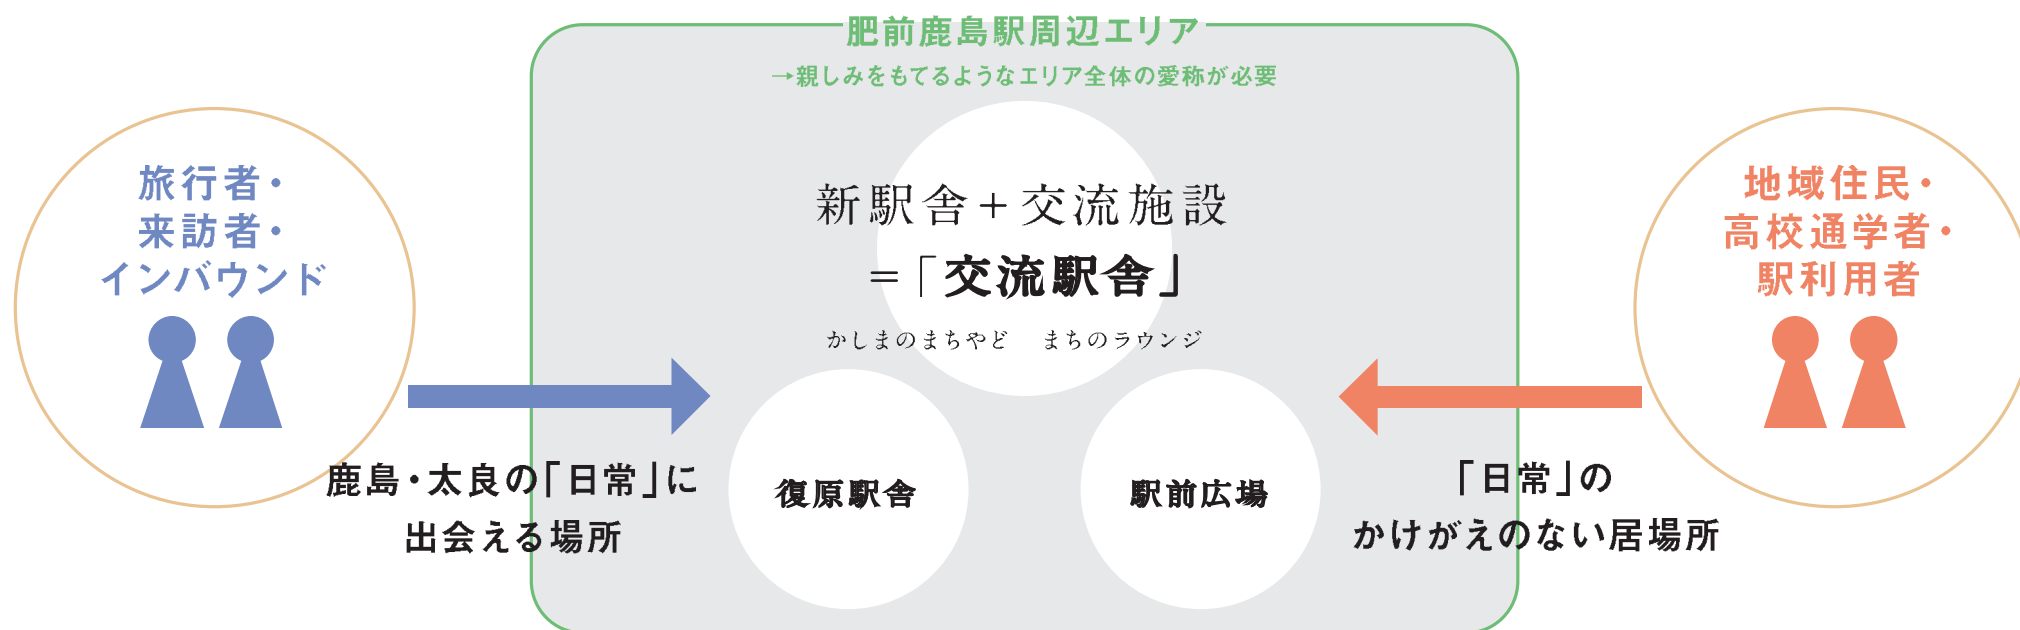 肥前鹿島駅周辺エリア
→親しみをもてるようなエリア全体の愛称が必要
旅行者・
来訪者・
インバウンド
鹿島・太良の「日常」に
出会える場所
新駅舎＋交流施設
＝「交流駅舎」
かしまのまちやど　まちのラウンジ
復原駅舎
駅前広場
地域住民・
高校通学者・
駅利用者
「日常」の
かけがえのない居場所